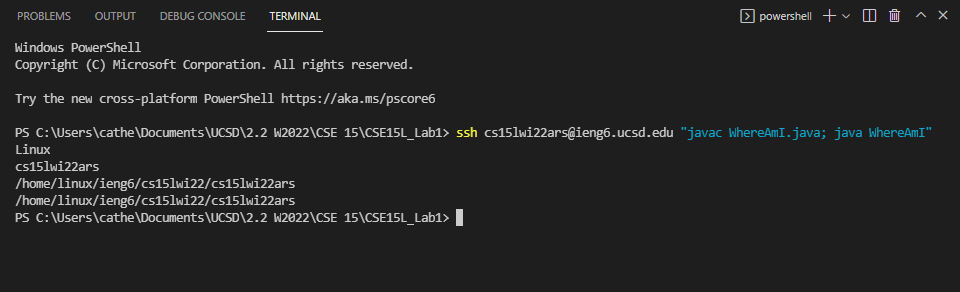 PROBLEMS OUTPUT DEBUG CONSOLE TERMINAL powershell
Windows PowerShell
Copyright (C) Microsoft Corporation. All rights reserved.
Try the new cross-platform PowerShell https://aka.ms/pscore6
PS C:\Users\cathe\Documents\UCSD\2.2 W2022\CSE 15\CSE15L_Lab1> ssh cs15lwi22ars@ieng6.ucsd.edu "javac WhereAmI.java; java WhereAmI"
Linux
cs15lwi22ars
/home/linux/ieng6/cs15lwi22/cs15lwi22ars
/home/linux/ieng6/cs15lwi22/cs15lwi22ars
PS C:\Users\cathe\Documents\UCSD\2.2 W2022\CSE 15\CSE15L_Lab1>